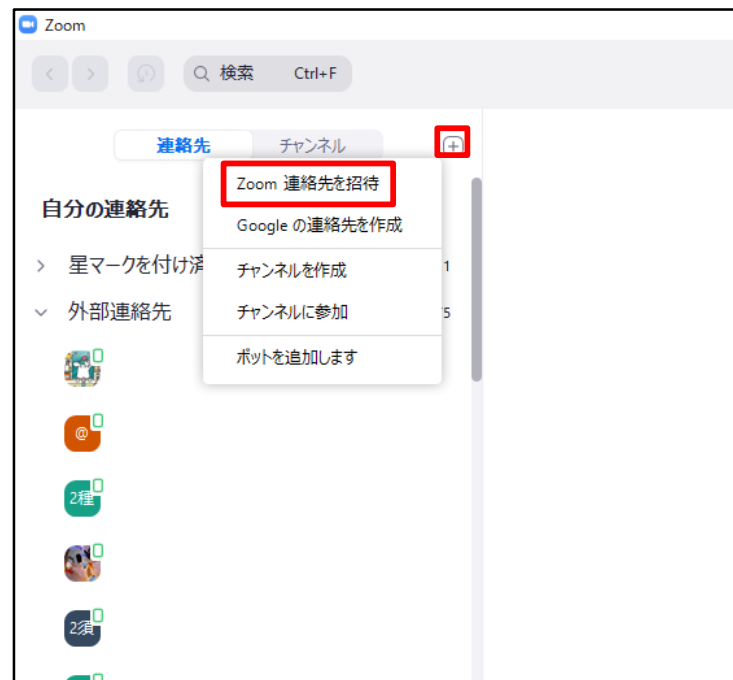 Zoom
検索 Ctrl+F
連絡先 チャンネル
Zoom 連絡先を招待
自分の連絡先
Google の連絡先を作成
星マークを付け済 1
チャンネルを作成
外部連絡先 5
チャンネルに参加
ボットを追加します
@
2種
2須